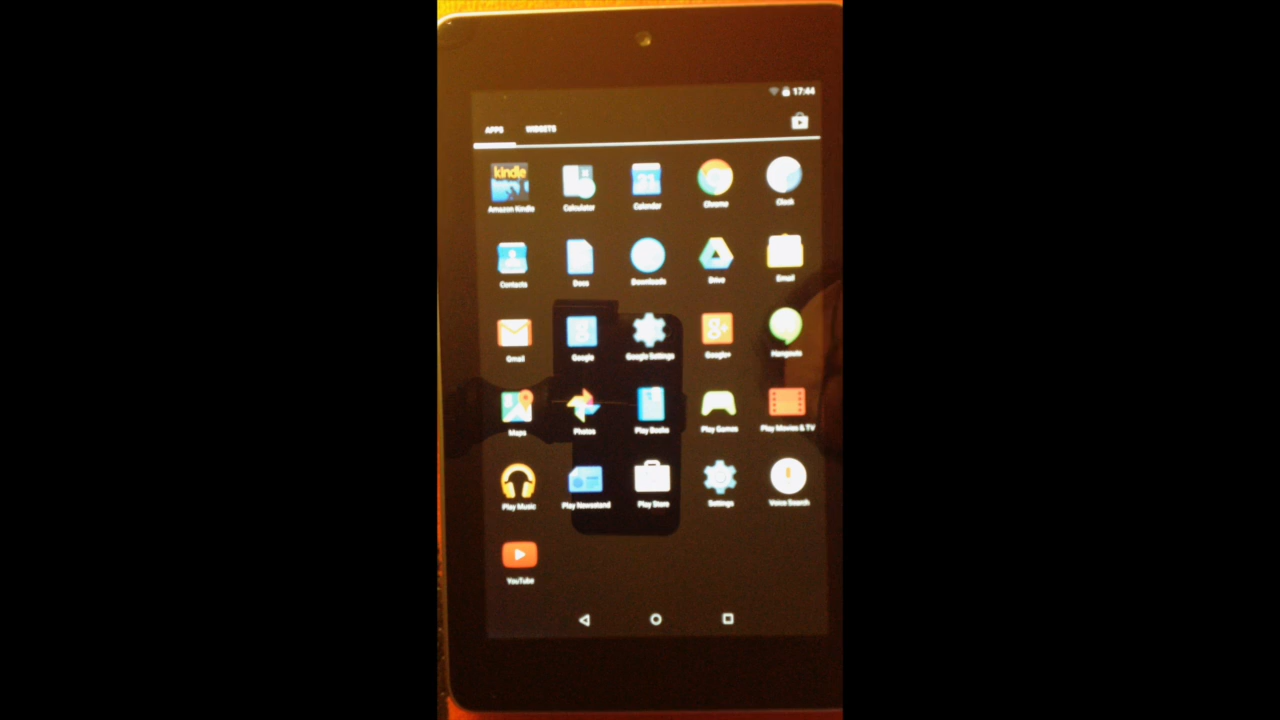 17:44
APPS WIDGETS
kindle
21
Amazon Kindle Calculator Calendar Chrome Clock
Contacts Docs Downloads Drive Email
g g+
Gmail Google Google Settings Google+ Hangouts
Maps Photos Play Books Play Games Play Movies & TV
Play Music Play Newsstand Play Store Settings Voice Search
YouTube